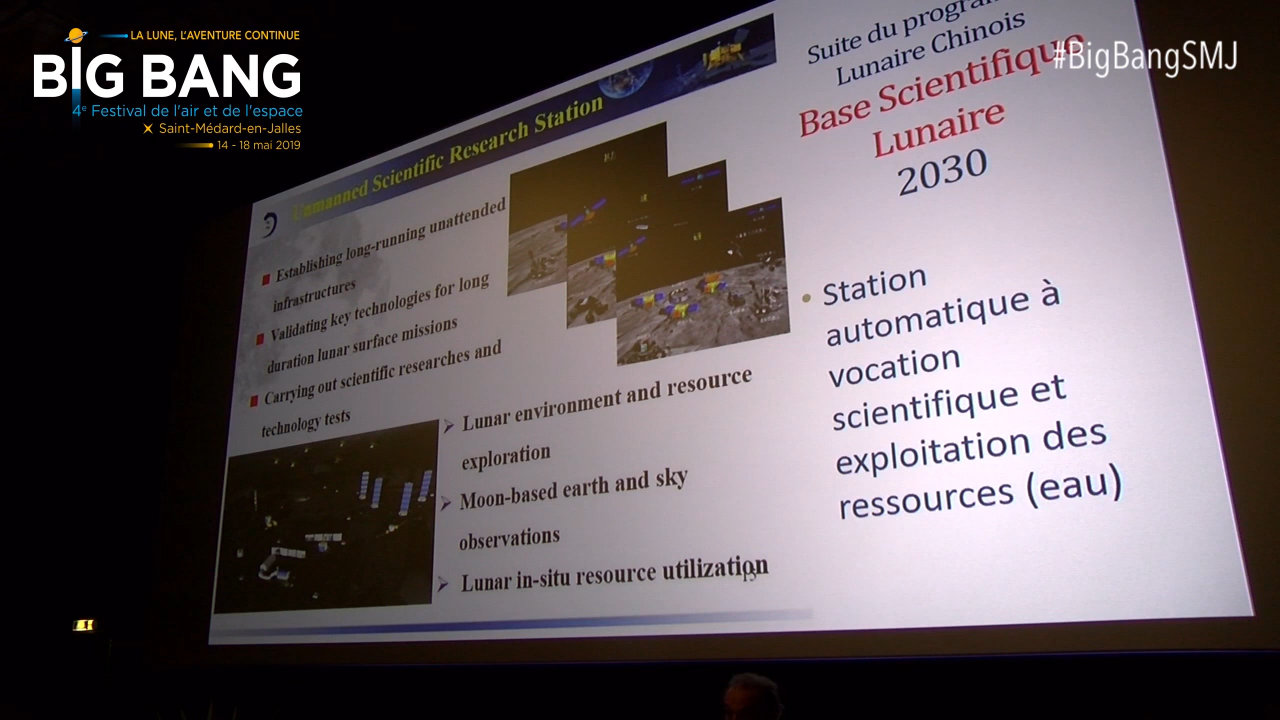 LA LUNE, L'AVENTURE CONTINUE
BIG BANG
4e Festival de l'air et de l'espace
Saint-Médard-en-Jalles
14 - 18 mai 2019
#BigBangSMJ
Unmanned Scientific Research Station
Establishing long-running unattended
infrastructures
Validating key technologies for long
duration lunar surface missions
Carrying out scientific researches and
technology tests
Lunar environment and resource
exploration
Moon-based earth and sky
observations
Lunar in-situ resource utilization
Suite du
Lunaire Chinois
Base Scientifique
Lunaire
2030
Station
automatique à
vocation
scientifique et
exploitation des
ressources (eau)